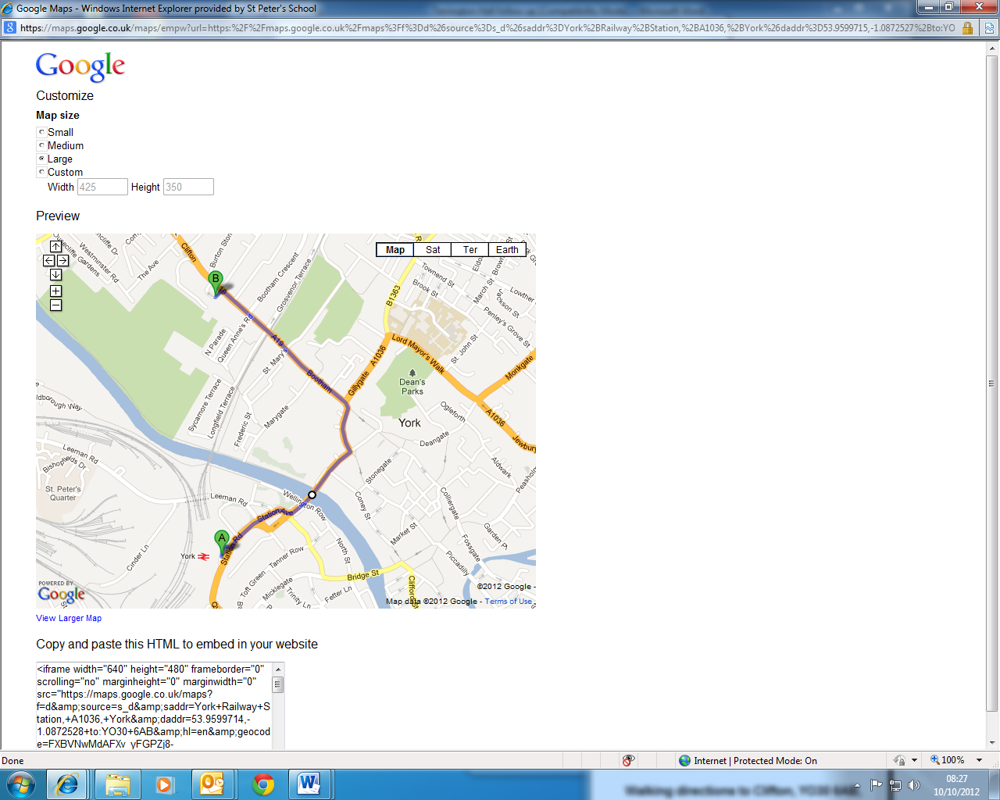 Google Maps - Windows Internet Explorer provided by St Peter's School
https://maps.google.co.uk/maps/empw?url=https:%2F%2Fmaps.google.co.uk%2Fmaps%3Ff%3Dd%26source%3Ds_d%26saddr%3DYork%2BRailway%2BStation,%2BA1036,%2BYork%26daddr%3D53.9599715,-1.0872527%2Bto:YO
Google
Customize
Map size
Small
Medium
Large
Custom
Width 425 Height 350
Preview
Map Sat Ter Earth
Clifton
Burton Ston
Westminster Rd
The Ave
Bootham Crescent
Grosvenor Terrace
B
B1363
Townend St
Brook St
March St
Lowther
Penley's Grove St
St. John St
Lord Mayor's Walk
Monkgate
N Parade
Queen Anne's Rd
A19
St. Mary's
Bootham
Gillygate
A1036
Dean's
Parks
A1036
Jewbury
York
Ogleforth
Deangate
Aldwark
Peasholm
Sycamore Terrace
Longfield Terrace
Frederic St
Marygate
ldborough Way
Leeman Rd
Bishopfields Dr
St. Peter's
Quarter
Leeman Rd
Wellington Row
Station Ave
Stonegate
Coney St
Colliergate
Market St
Fossgate
Garden Pl
Piccadilly
A
York
Station Rd
Cinder Ln
North St
Tanner Row
Toft Green
Micklegate
Trinity Ln
Fetter Ln
Bridge St
Clifford St
POWERED BY
Google
©2012 Google -
Map data ©2012 Google - Terms of Use
View Larger Map
Copy and paste this HTML to embed in your website
<iframe width="640" height="480" frameborder="0"
scrolling="no" marginheight="0" marginwidth="0"
src="https://maps.google.co.uk/maps?
f=d&amp;source=s_d&amp;saddr=York+Railway+S
tation,+A1036,+York&amp;daddr=53.9599714,-
1.0872528+to:YO30+6AB&amp;hl=en&amp;geocod
e=FXBVNwMdAFXv_yFGPZj8-
Done
Internet | Protected Mode: On
100%
Walking directions to Clifton, YO30 6AB,
08:27
10/10/2012